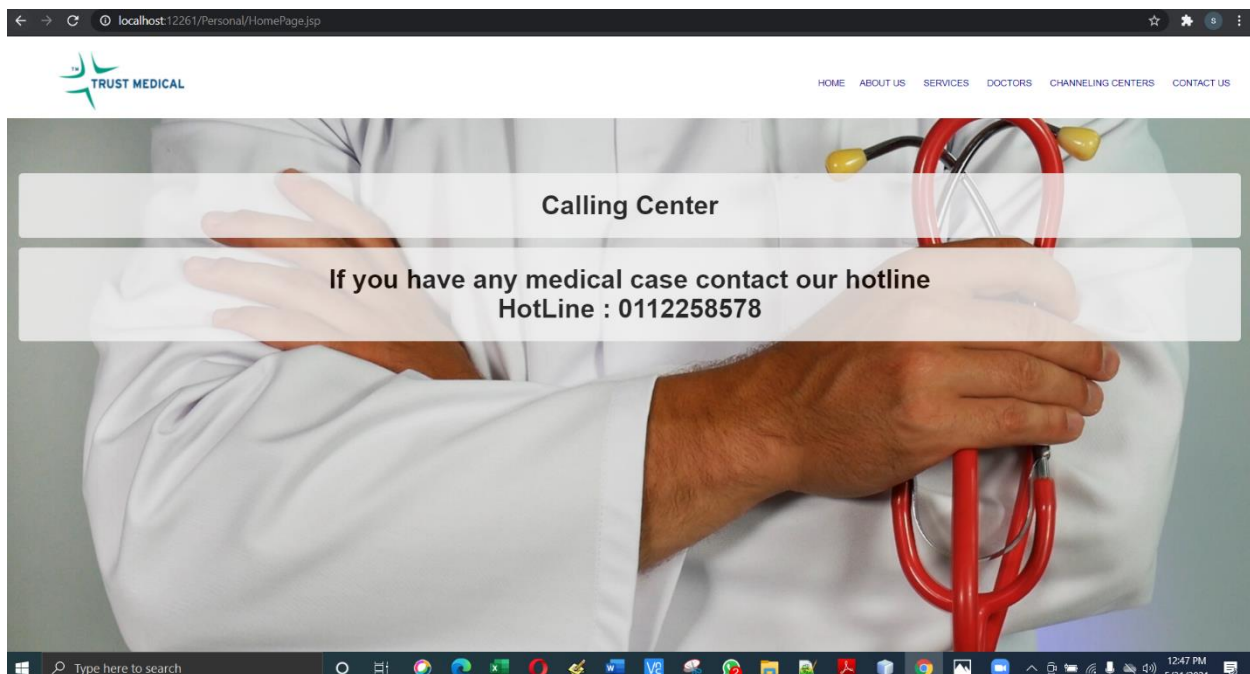 localhost:12261/Personal/HomePage.jsp
S
TM
TRUST MEDICAL
HOME ABOUT US SERVICES DOCTORS CHANNELING CENTERS CONTACT US
Calling Center
If you have any medical case contact our hotline
HotLine : 0112258578
Type here to search
12:47 PM